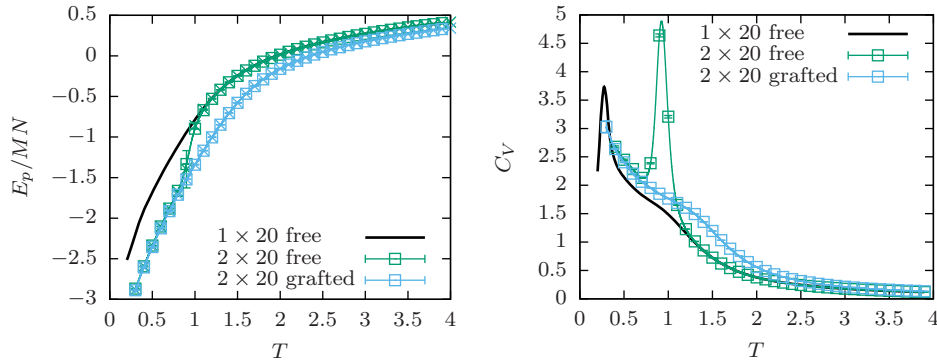 0
−0.5
−1
−1.5
−2
−2.5
−3
E_p/MN
0 0.5 1 1.5 2 2.5 3 3.5 4
T
1 × 20 free
2 × 20 free
2 × 20 grafted
5
4.5
4
3.5
3
2.5
2
1.5
1
0.5
0
C_V
0 0.5 1 1.5 2 2.5 3 3.5 4
T
1 × 20 free
2 × 20 free
2 × 20 grafted